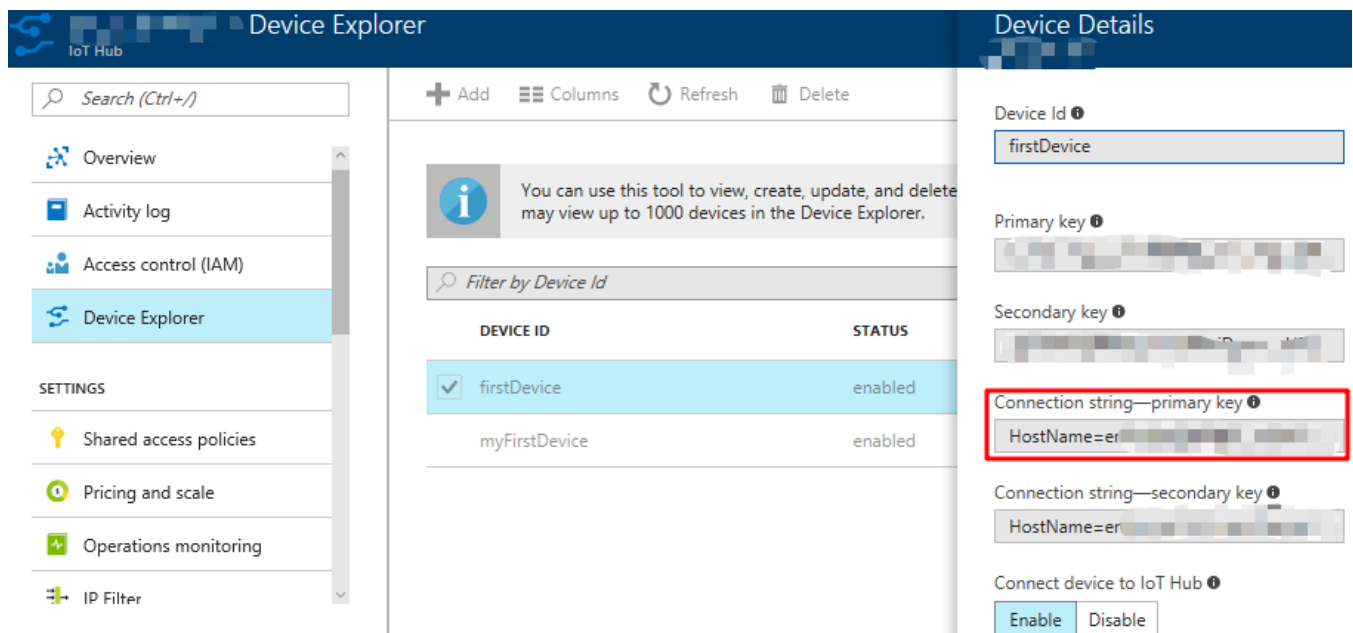 Device Explorer
IoT Hub
Search (Ctrl+/)
Overview
Activity log
Access control (IAM)
Device Explorer
SETTINGS
Shared access policies
Pricing and scale
Operations monitoring
IP Filter
Add Columns Refresh Delete
You can use this tool to view, create, update, and delete
may view up to 1000 devices in the Device Explorer.
Filter by Device Id
DEVICE ID STATUS
firstDevice enabled
myFirstDevice enabled
Device Details
Device Id
firstDevice
Primary key
Secondary key
Connection string—primary key
HostName=er
Connection string—secondary key
HostName=er
Connect device to IoT Hub
Enable Disable